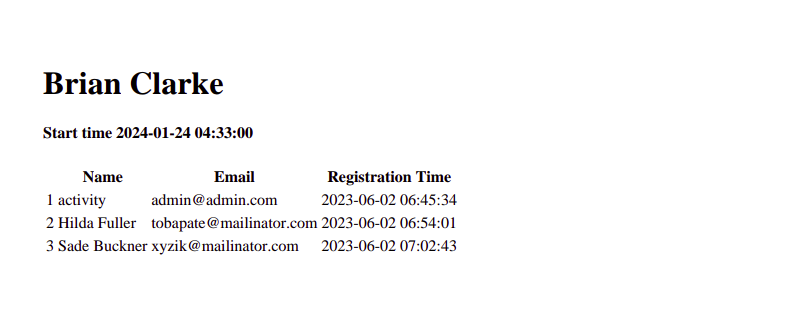 Brian Clarke
Start time 2024-01-24 04:33:00
Name Email Registration Time
1 activity admin@admin.com 2023-06-02 06:45:34
2 Hilda Fuller tobapate@mailinator.com 2023-06-02 06:54:01
3 Sade Buckner xyzik@mailinator.com 2023-06-02 07:02:43